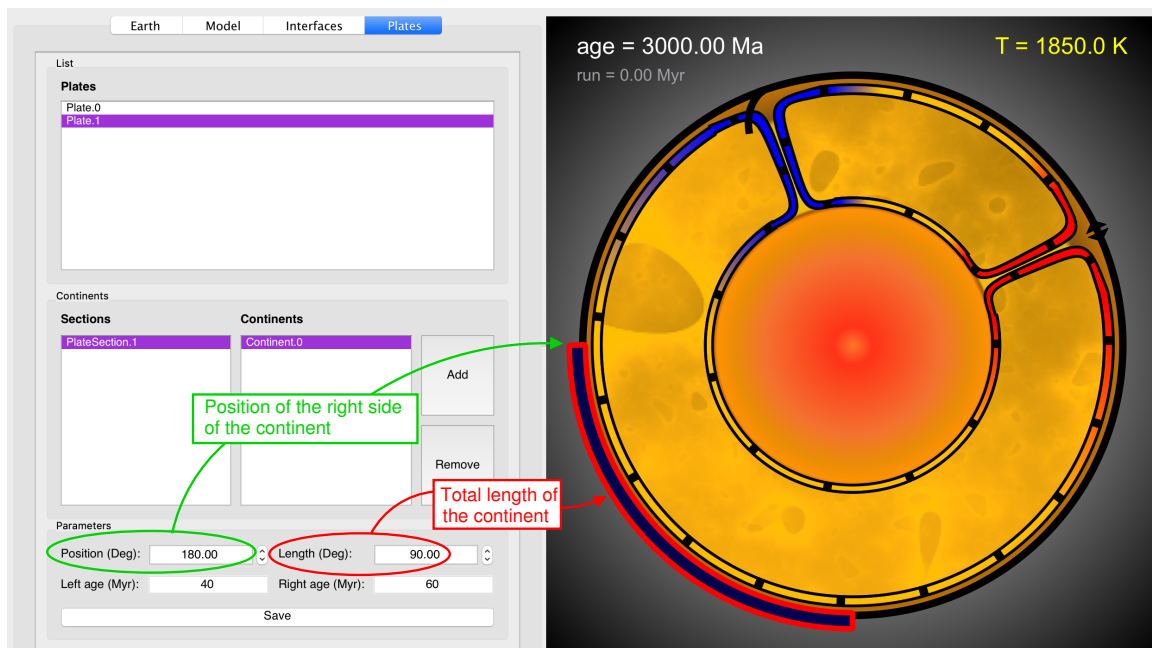 Earth Model Interfaces Plates
List
Plates
Plate.0
Plate.1
Continents
Sections Continents
PlateSection.1 Continent.0
Add
Position of the right side
of the continent
Remove
Total length of
the continent
Parameters
Position (Deg): 180.00 Length (Deg): 90.00
Left age (Myr): 40 Right age (Myr): 60
Save
age = 3000.00 Ma T = 1850.0 K
run = 0.00 Myr